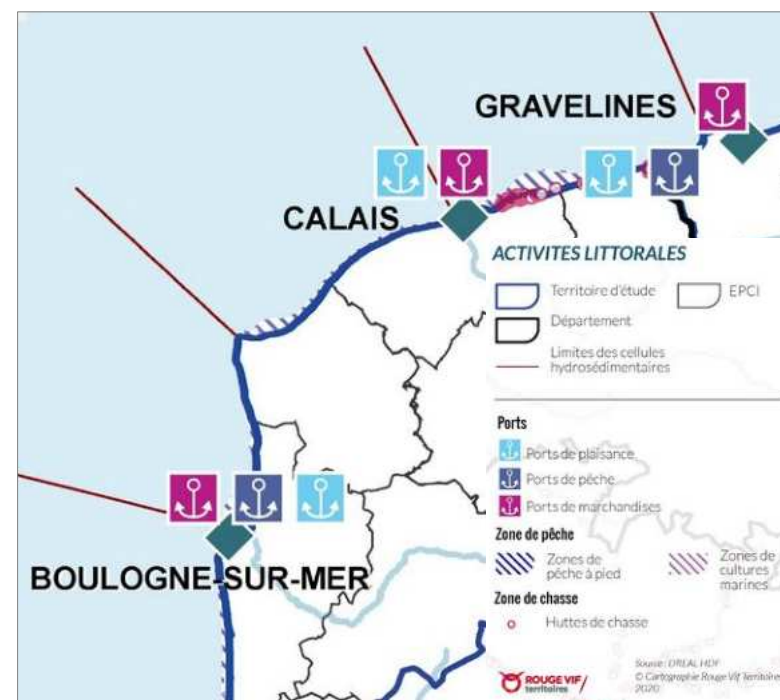 GRAVELINES
CALAIS
BOULOGNE-SUR-MER
ACTIVITES LITTORALES
Territoire d'étude
EPCI
Département
Limites des cellules
hydrosédimentaires
Ports
Ports de plaisance
Ports de pêche
Ports de marchandises
Zone de pêche
Zones de
pêche à pied
Zones de
cultures
marines
Zone de chasse
Huttes de chasse
Source : DREAL HDF
© Cartographie Rouge Vif Territoires
ROUGE VIF/
territoires